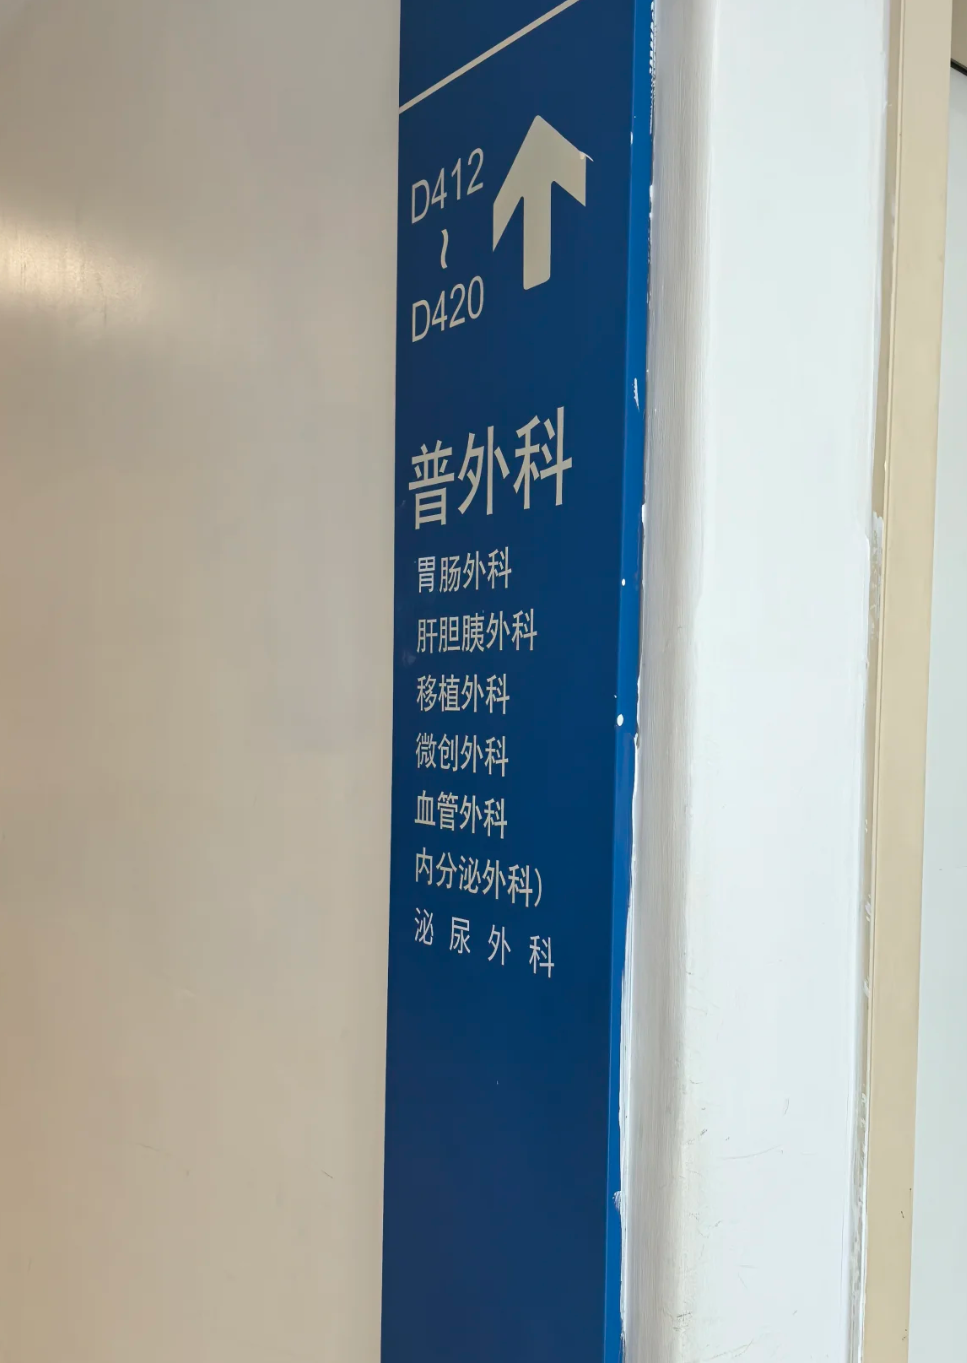 D412
~
D420
普外科
胃肠外科
肝胆胰外科
移植外科
微创外科
血管外科
内分泌外科)
泌尿外科